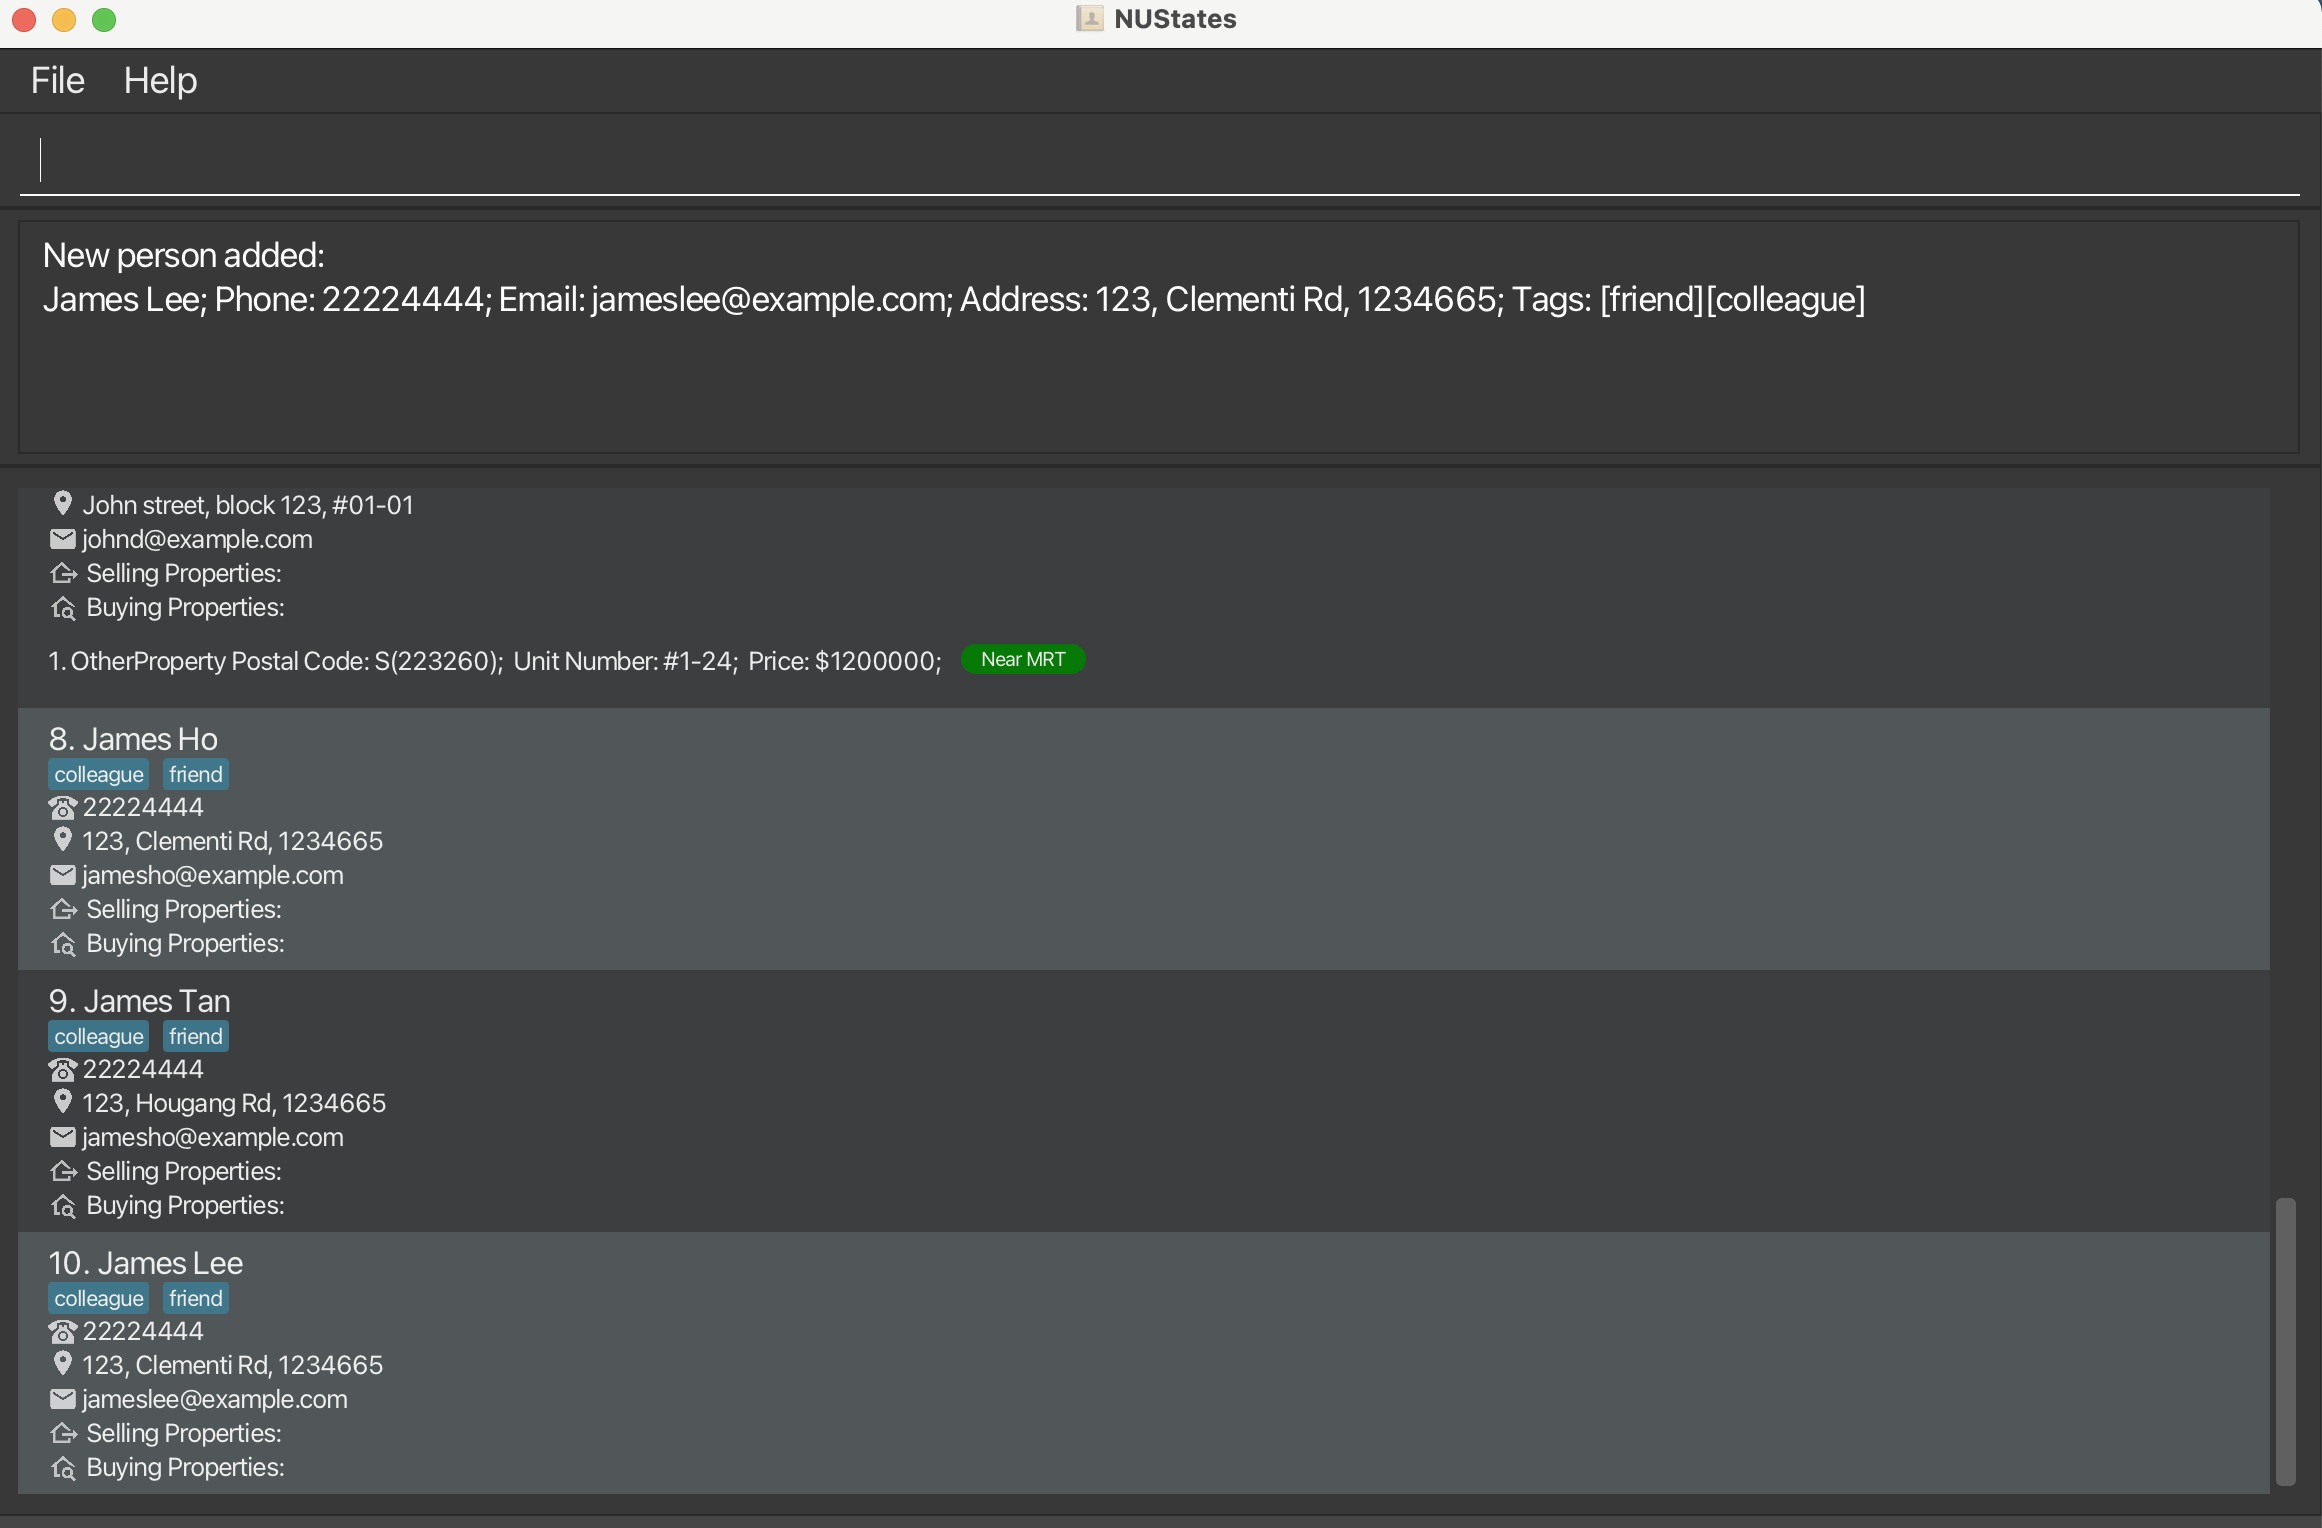 NUStates
File Help
New person added:
James Lee; Phone: 22224444; Email: jameslee@example.com; Address: 123, Clementi Rd, 1234665; Tags: [friend][colleague]
John street, block 123, #01-01
johnd@example.com
Selling Properties:
Buying Properties:
1. OtherProperty Postal Code: S(223260); Unit Number: #1-24; Price: $1200000; Near MRT
8. James Ho
colleague friend
22224444
123, Clementi Rd, 1234665
jamesho@example.com
Selling Properties:
Buying Properties:
9. James Tan
colleague friend
22224444
123, Hougang Rd, 1234665
jamesho@example.com
Selling Properties:
Buying Properties:
10. James Lee
colleague friend
22224444
123, Clementi Rd, 1234665
jameslee@example.com
Selling Properties:
Buying Properties: